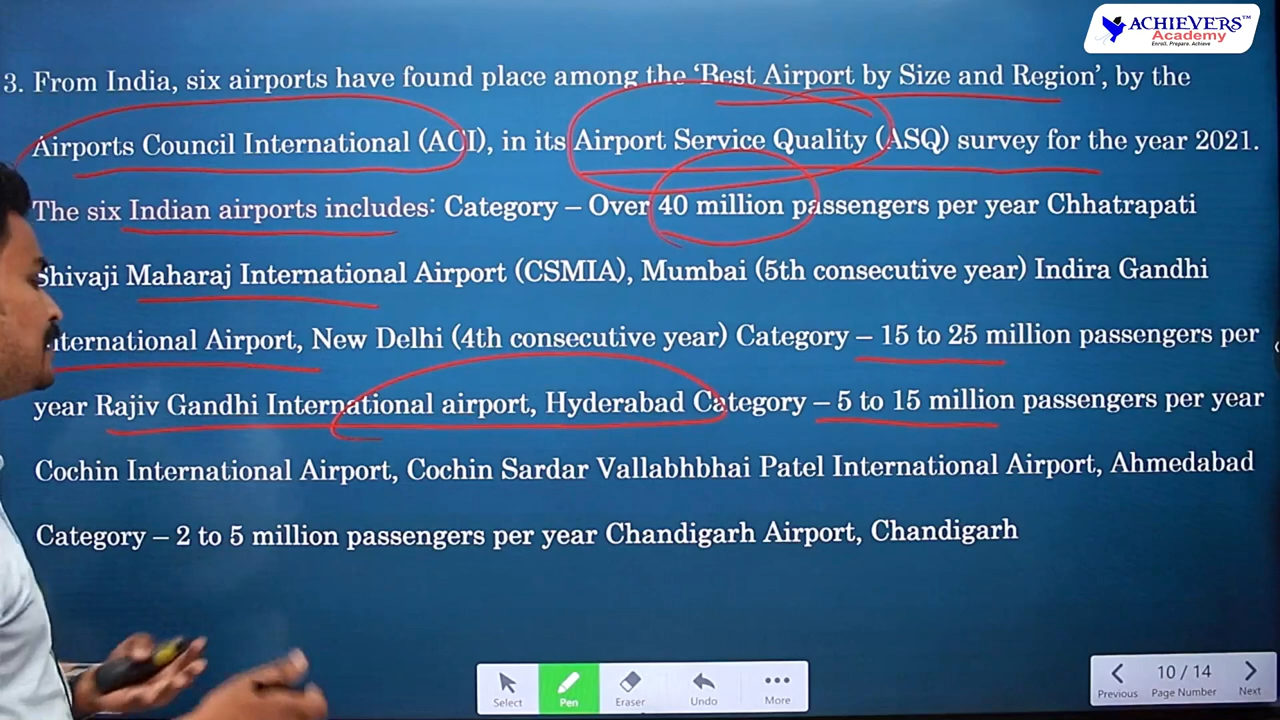 ACHIEVERS™
Academy
Enroll. Prepare. Achieve
3. From India, six airports have found place among the ‘Best Airport by Size and Region’, by the
Airports Council International (ACI), in its Airport Service Quality (ASQ) survey for the year 2021.
The six Indian airports includes: Category – Over 40 million passengers per year Chhatrapati
Shivaji Maharaj International Airport (CSMIA), Mumbai (5th consecutive year) Indira Gandhi
International Airport, New Delhi (4th consecutive year) Category – 15 to 25 million passengers per
year Rajiv Gandhi International airport, Hyderabad Category – 5 to 15 million passengers per year
Cochin International Airport, Cochin Sardar Vallabhbhai Patel International Airport, Ahmedabad
Category – 2 to 5 million passengers per year Chandigarh Airport, Chandigarh
Select Pen Eraser Undo More
10 / 14
Previous Page Number Next